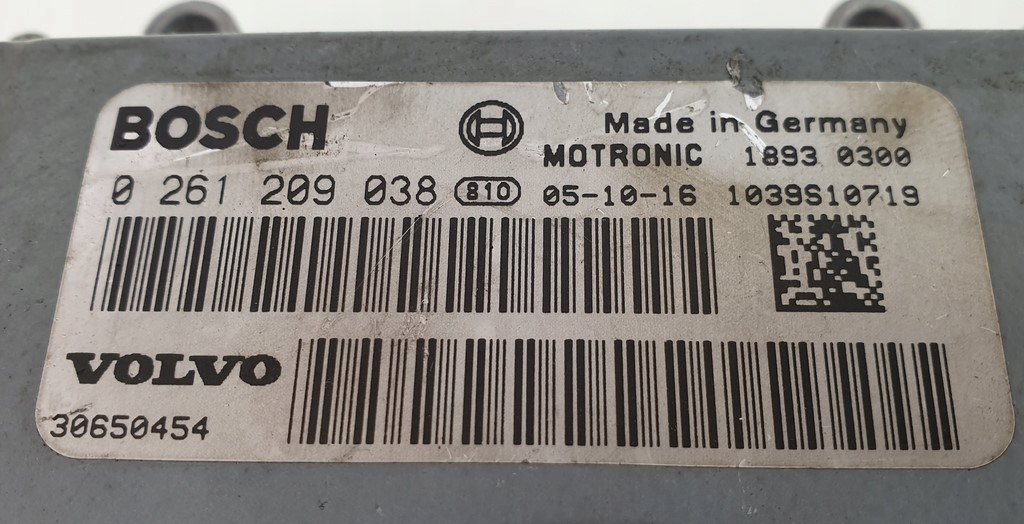 BOSCH
Made in Germany
MOTRONIC 1893 0300
0 261 209 038 810 05-10-16 1039S10719
VOLVO
30650454